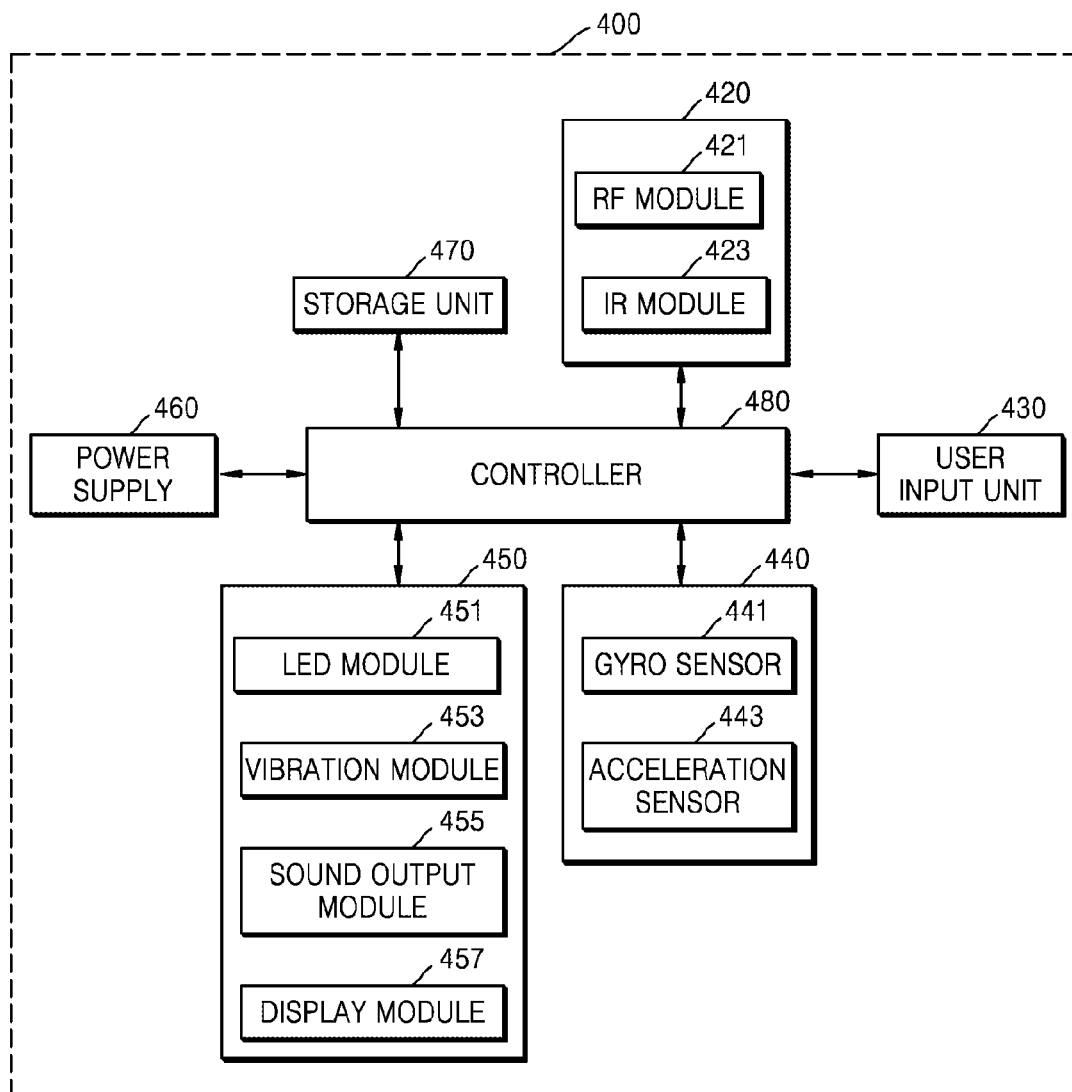 400
420
421
RF MODULE
423
IR MODULE
470
STORAGE UNIT
460
POWER
SUPPLY
480
CONTROLLER
430
USER
INPUT UNIT
450
451
LED MODULE
453
VIBRATION MODULE
455
SOUND OUTPUT
MODULE
457
DISPLAY MODULE
440
441
GYRO SENSOR
443
ACCELERATION
SENSOR